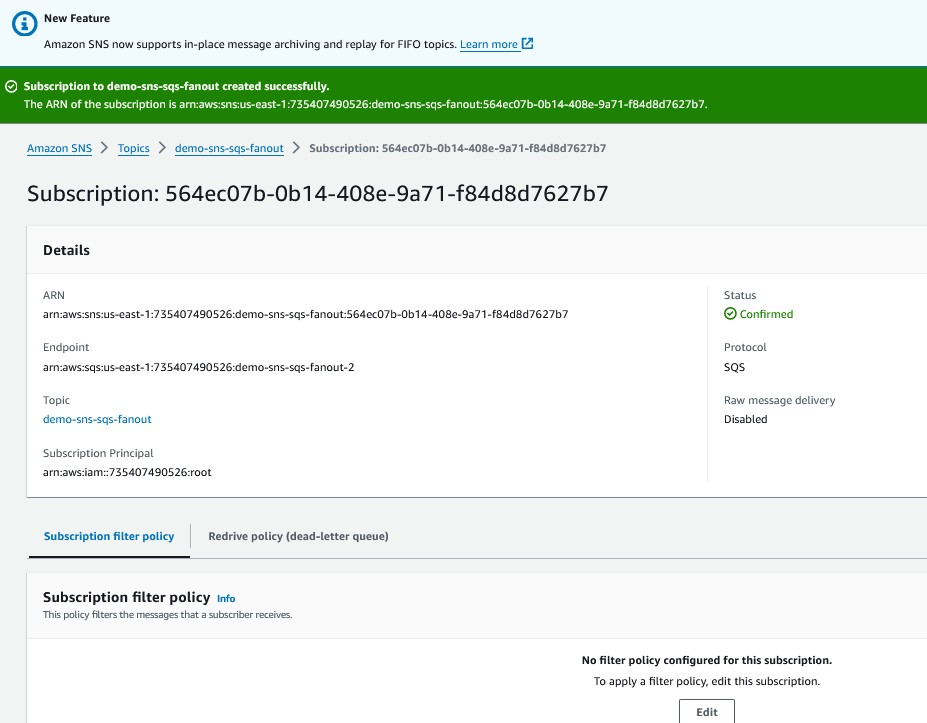 New Feature
Amazon SNS now supports in-place message archiving and replay for FIFO topics. Learn more
Subscription to demo-sns-sqs-fanout created successfully.
The ARN of the subscription is arn:aws:sns:us-east-1:735407490526:demo-sns-sqs-fanout:564ec07b-0b14-408e-9a71-f84d8d7627b7.
Amazon SNS > Topics > demo-sns-sqs-fanout > Subscription: 564ec07b-0b14-408e-9a71-f84d8d7627b7
Subscription: 564ec07b-0b14-408e-9a71-f84d8d7627b7
Details
ARN
arn:aws:sns:us-east-1:735407490526:demo-sns-sqs-fanout:564ec07b-0b14-408e-9a71-f84d8d7627b7
Endpoint
arn:aws:sqs:us-east-1:735407490526:demo-sns-sqs-fanout-2
Topic
demo-sns-sqs-fanout
Subscription Principal
arn:aws:iam::735407490526:root
Status
Confirmed
Protocol
SQS
Raw message delivery
Disabled
Subscription filter policy
Redrive policy (dead-letter queue)
Subscription filter policy Info
This policy filters the messages that a subscriber receives.
No filter policy configured for this subscription.
To apply a filter policy, edit this subscription.
Edit